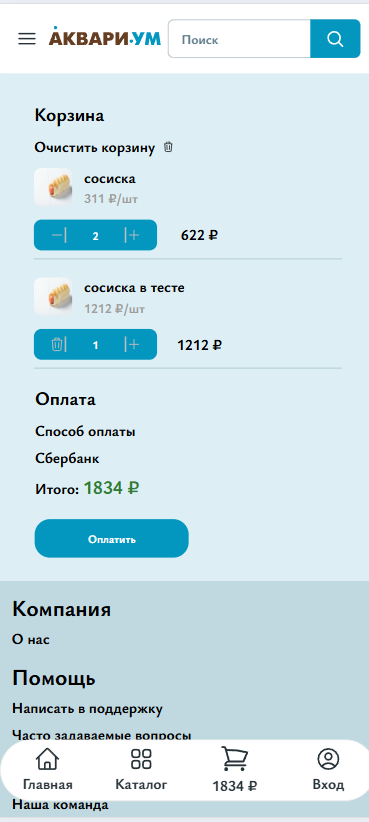 АКВАРИ·УМ Поиск
Корзина
Очистить корзину
сосиска
311 ₽/шт
2 622 ₽
сосиска в тесте
1212 ₽/шт
1 1212 ₽
Оплата
Способ оплаты
Сбербанк
Итого: 1834 ₽
Оплатить
Компания
О нас
Помощь
Написать в поддержку
Часто задаваемые вопросы
Главная Каталог 1834 ₽ Вход
Наша команда